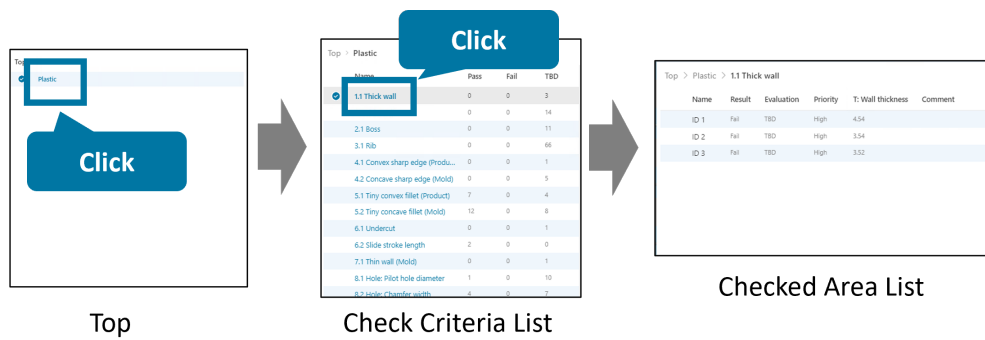 Top
Plastic
Click
Top
Top > Plastic
Click
Name Pass Fail TBD
1.1 Thick wall 0 0 3
0 0 14
2.1 Boss 0 0 11
3.1 Rib 0 0 66
4.1 Convex sharp edge (Produ... 0 0 1
4.2 Concave sharp edge (Mold) 0 0 5
5.1 Tiny convex fillet (Product) 7 0 4
5.2 Tiny concave fillet (Mold) 12 0 8
6.1 Undercut 0 0 1
6.2 Slide stroke length 2 0 0
7.1 Thin wall (Mold) 0 0 1
8.1 Hole: Pilot hole diameter 1 0 10
8.2 Hole: Chamfer width 4 0 7
Check Criteria List
Top > Plastic > 1.1 Thick wall
Name Result Evaluation Priority T: Wall thickness Comment
ID 1 Fail TBD High 4.54
ID 2 Fail TBD High 3.54
ID 3 Fail TBD High 3.52
Checked Area List